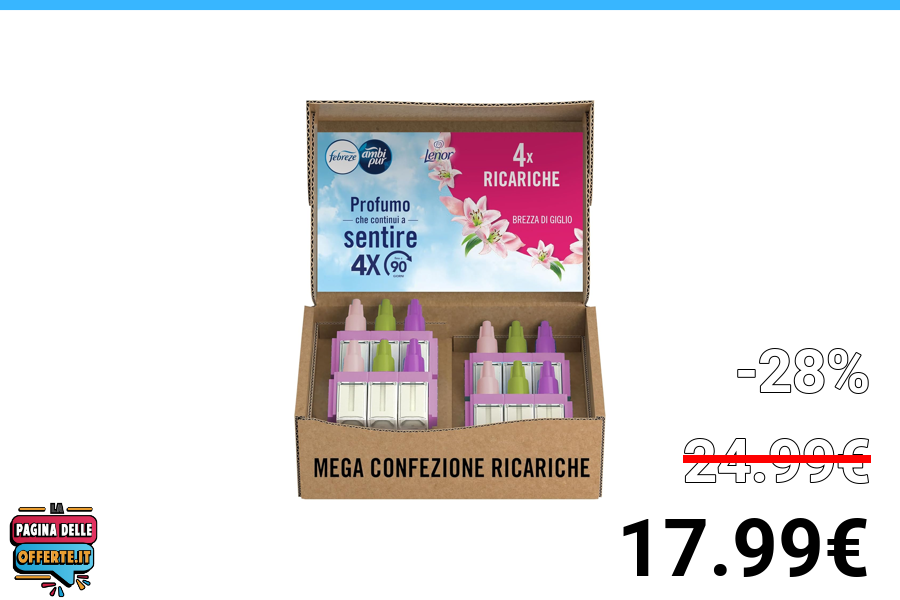 febreze
ambi
pur
Lenor
4x
RICARICHE
BREZZA DI GIGLIO
Profumo
che continui a
sentire
4X
90
MEGA CONFEZIONE RICARICHE
-28%
24.99€
17.99€
LA
PAGINA DELLE
OFFERTE.IT